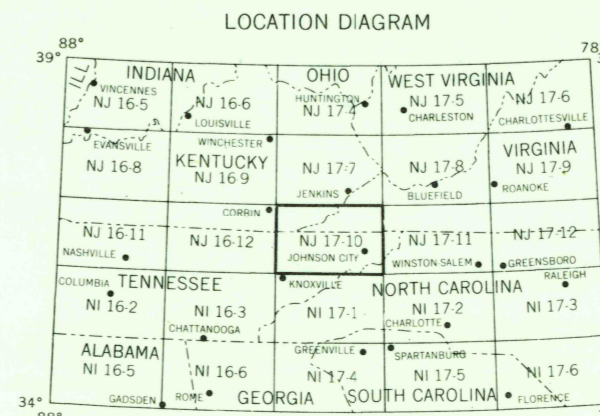 LOCATION DIAGRAM
88°
78
39°
ILL
INDIANA
OHIO
WEST VIRGINIA
VINCENNES
NJ 16-5
NJ 16-6
LOUISVILLE
HUNTINGTON
NJ 17-4
NJ 17-5
CHARLESTON
NJ 17-6
CHARLOTTESVILLE
EVANSVILLE
NJ 16-8
WINCHESTER
KENTUCKY
NJ 16 9
NJ 17-7
JENKINS
NJ 17-8
BLUEFIELD
VIRGINIA
NJ 17-9
ROANOKE
CORBIN
NJ 16-11
NASHVILLE
NJ 16-12
NJ 17-10
JOHNSON CITY
NJ 17-11
WINSTON-SALEM
NJ 17-12
GREENSBORO
RALEIGH
COLUMBIA
TENNESSEE
NI 16-2
NI 16-3
CHATTANOOGA
KNOXVILLE
NI 17-1
NORTH CAROLINA
NI 17-2
CHARLOTTE
NI 17-3
ALABAMA
NI 16-5
GADSDEN
NI 16-6
ROME
GEORGIA
GREENVILLE
NI 17-4
SPARTANBURG
NI 17-5
SOUTH CAROLINA
NI 17-6
FLORENCE
34°
88°